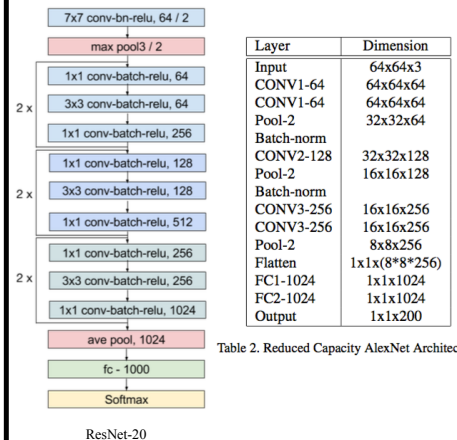 7x7 conv-bn-relu, 64 / 2
max pool3 / 2
2 x
1x1 conv-batch-relu, 64
3x3 conv-batch-relu, 64
1x1 conv-batch-relu, 256
2 x
1x1 conv-batch-relu, 128
3x3 conv-batch-relu, 128
1x1 conv-batch-relu, 512
2 x
1x1 conv-batch-relu, 256
3x3 conv-batch-relu, 256
1x1 conv-batch-relu, 1024
ave pool, 1024
fc - 1000
Softmax
ResNet-20
Layer Dimension
Input 64x64x3
CONV1-64 64x64x64
CONV1-64 64x64x64
Pool-2 32x32x64
Batch-norm
CONV2-128 32x32x128
Pool-2 16x16x128
Batch-norm
CONV3-256 16x16x256
CONV3-256 16x16x256
Pool-2 8x8x256
Flatten 1x1x(8*8*256)
FC1-1024 1x1x1024
FC2-1024 1x1x1024
Output 1x1x200
Table 2. Reduced Capacity AlexNet Architec